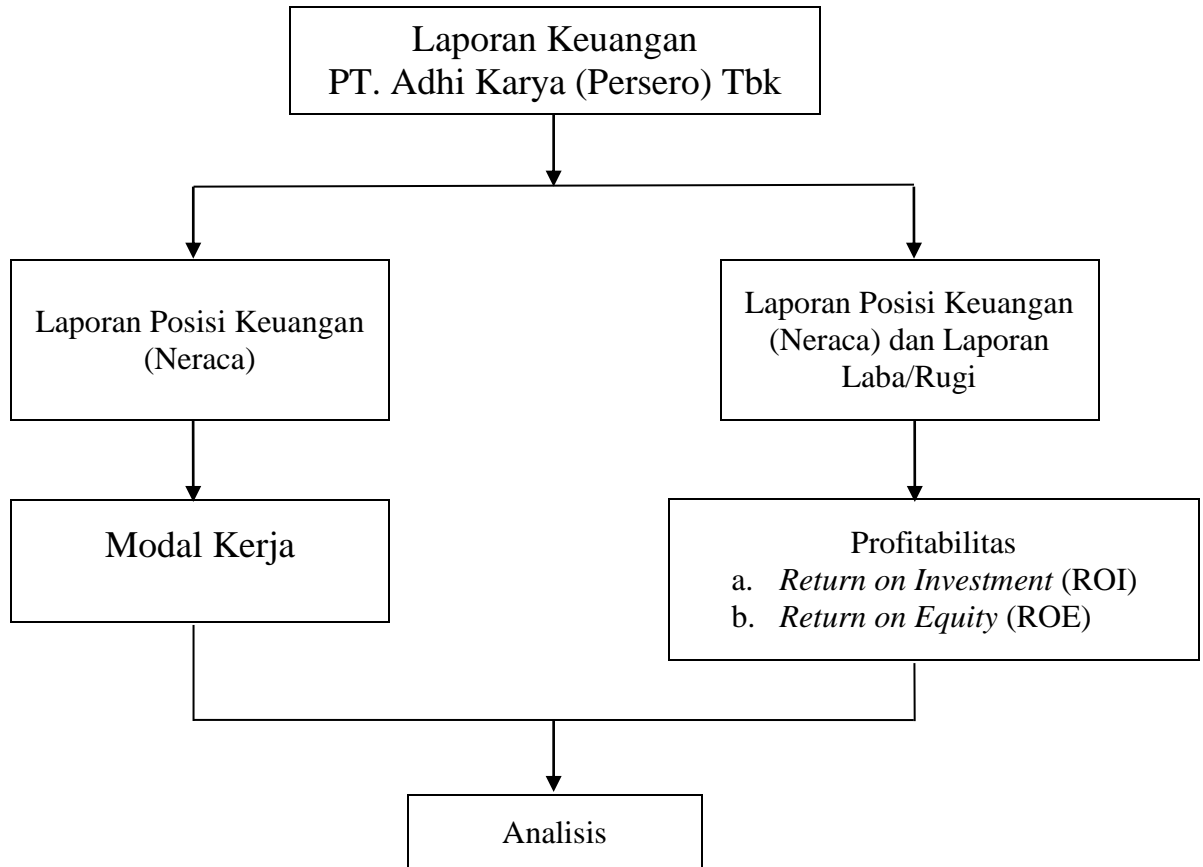 Laporan Keuangan
PT. Adhi Karya (Persero) Tbk
Laporan Posisi Keuangan
(Neraca)
Laporan Posisi Keuangan
(Neraca) dan Laporan
Laba/Rugi
Modal Kerja
Profitabilitas
a. Return on Investment (ROI)
b. Return on Equity (ROE)
Analisis